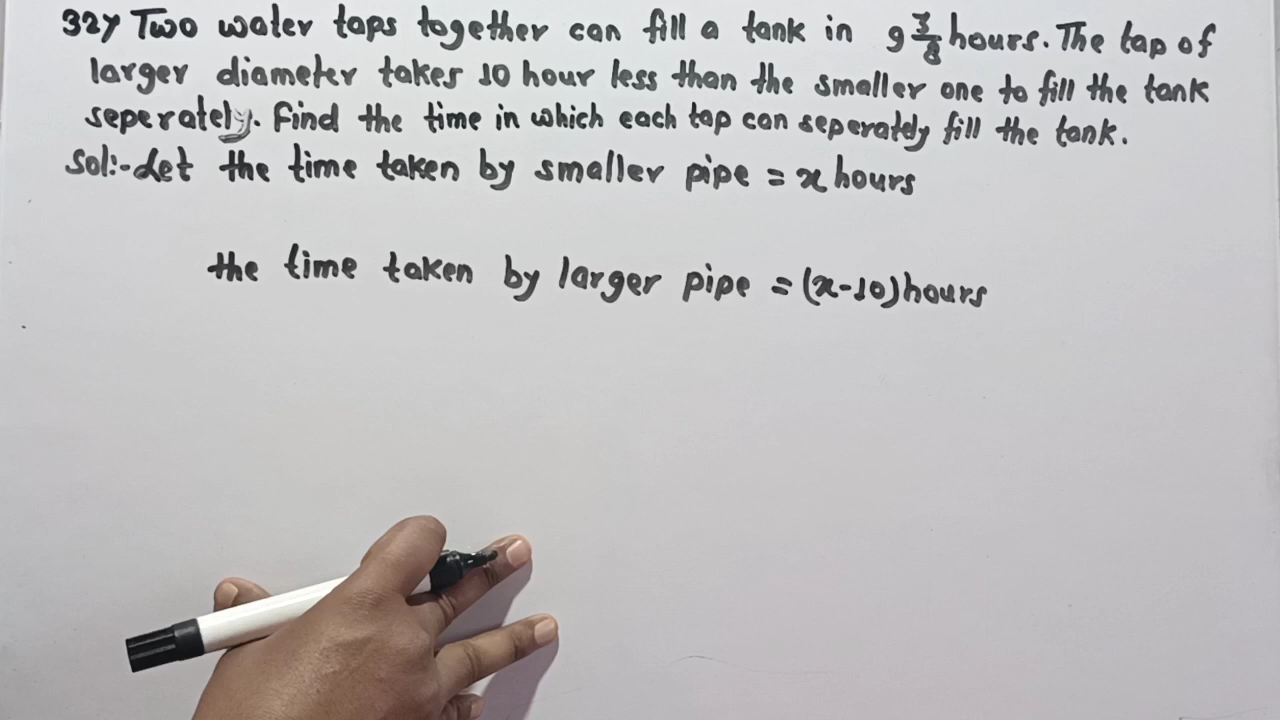 32y Two water taps together can fill a tank in 9 3/8 hours. The tap of
larger diameter takes 10 hour less than the smaller one to fill the tank
seperately. Find the time in which each tap can seperately fill the tank.
Sol:-Let the time taken by smaller pipe = x hours
the time taken by larger pipe = (x-10) hours